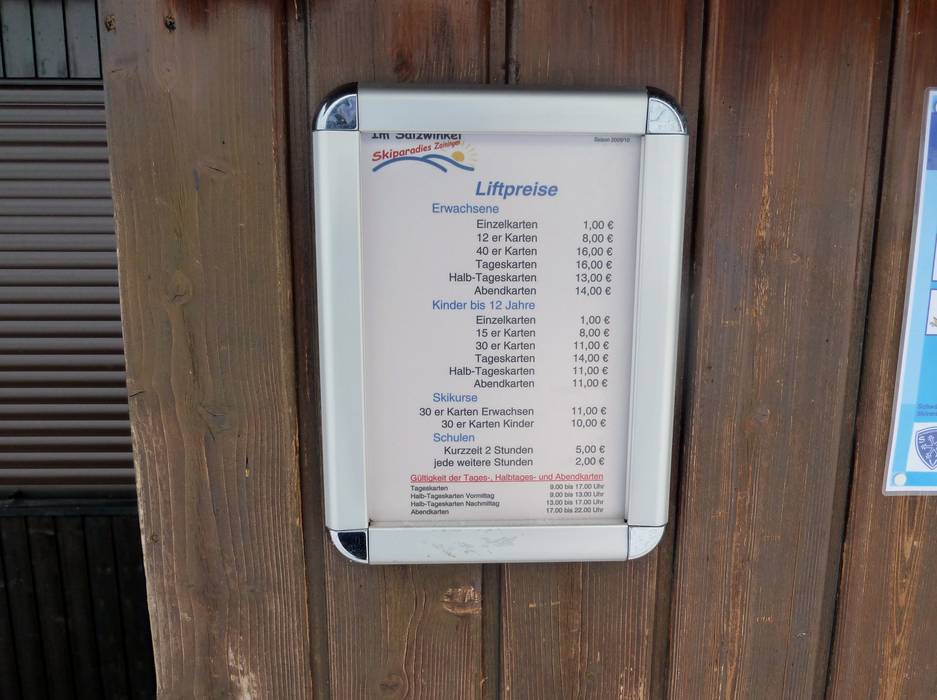 Im Salzwinkel
Skiparadies Zaininger
Saison 2009/10
Liftpreise
Erwachsene
Einzelkarten 1,00 €
12 er Karten 8,00 €
40 er Karten 16,00 €
Tageskarten 16,00 €
Halb-Tageskarten 13,00 €
Abendkarten 14,00 €
Kinder bis 12 Jahre
Einzelkarten 1,00 €
15 er Karten 8,00 €
30 er Karten 11,00 €
Tageskarten 14,00 €
Halb-Tageskarten 11,00 €
Abendkarten 11,00 €
Skikurse
30 er Karten Erwachsen 11,00 €
30 er Karten Kinder 10,00 €
Schulen
Kurzzeit 2 Stunden 5,00 €
jede weitere Stunden 2,00 €
Gültigkeit der Tages-, Halbtages- und Abendkarten
Tageskarten 9.00 bis 17.00 Uhr
Halb-Tageskarten Vormittag 9.00 bis 13.00 Uhr
Halb-Tageskarten Nachmittag 13.00 bis 17.00 Uhr
Abendkarten 17.00 bis 22.00 Uhr